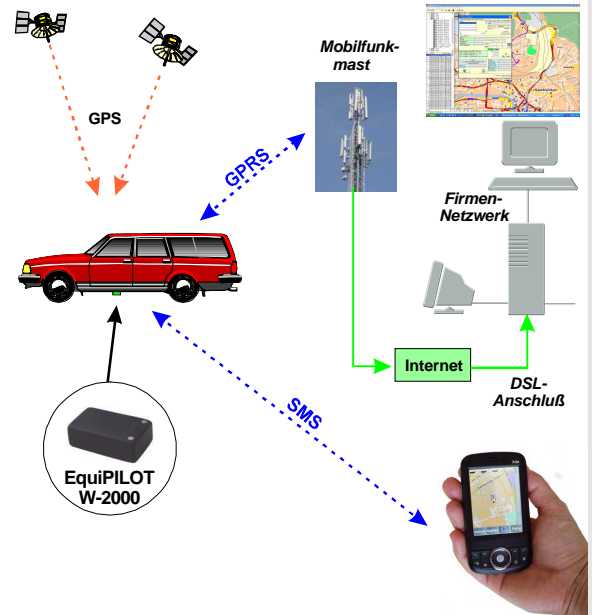 Mobilfunk-
mast
GPS
GPRS
Firmen-
Netzwerk
Internet
DSL-
Anschluß
SMS
EquiPILOT
W-2000